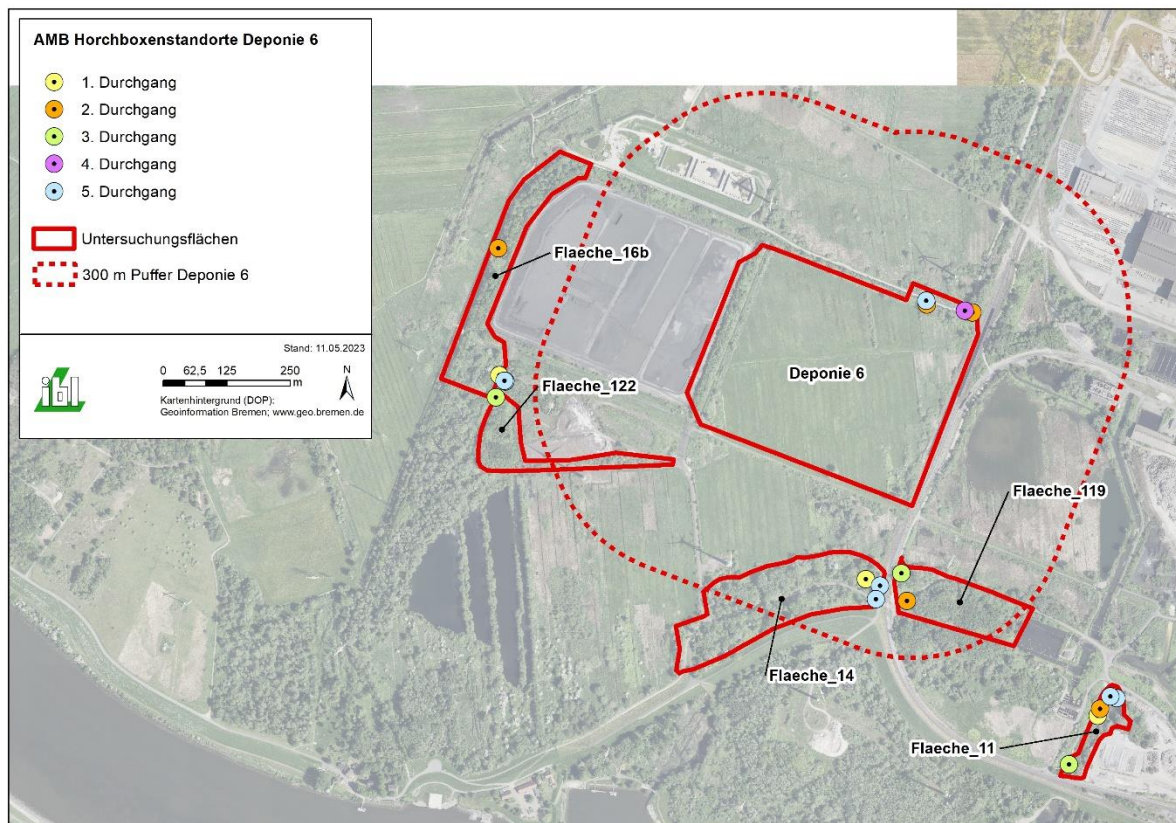 AMB Horchboxenstandorte Deponie 6
1. Durchgang
2. Durchgang
3. Durchgang
4. Durchgang
5. Durchgang
Untersuchungsflächen
300 m Puffer Deponie 6
Stand: 11.05.2023
0 62,5 125 250
m
N
Kartenhintergrund (DOP):
Geoinformation Bremen; www.geo.bremen.de
ibl
Flaeche_16b
Flaeche_122
Deponie 6
Flaeche_119
Flaeche_14
Flaeche_11